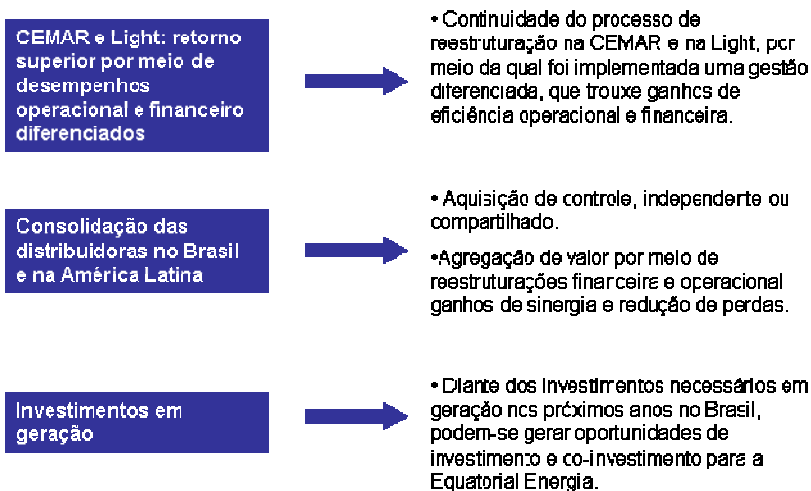 CEMAR e Light: retorno
superior por meio de
desempenhos
operacional e financeiro
diferenciados
• Continuidade do processo de
reestruturação na CEMAR e na Light, por
meio da qual foi implementada uma gestão
diferenciada, que trouxe ganhos de
eficiência operacional e financeira.
Consolidação das
distribuidoras no Brasil
e na América Latina
• Aquisição de controle, independente ou
compartilhado.
•Agregação de valor por meio de
reestruturações financeira e operacional
ganhos de sinergia e redução de perdas.
Investimentos em
geração
• Diante dos investimentos necessários em
geração nos próximos anos no Brasil,
podem-se gerar oportunidades de
investimento e co-investimento para a
Equatorial Energia.